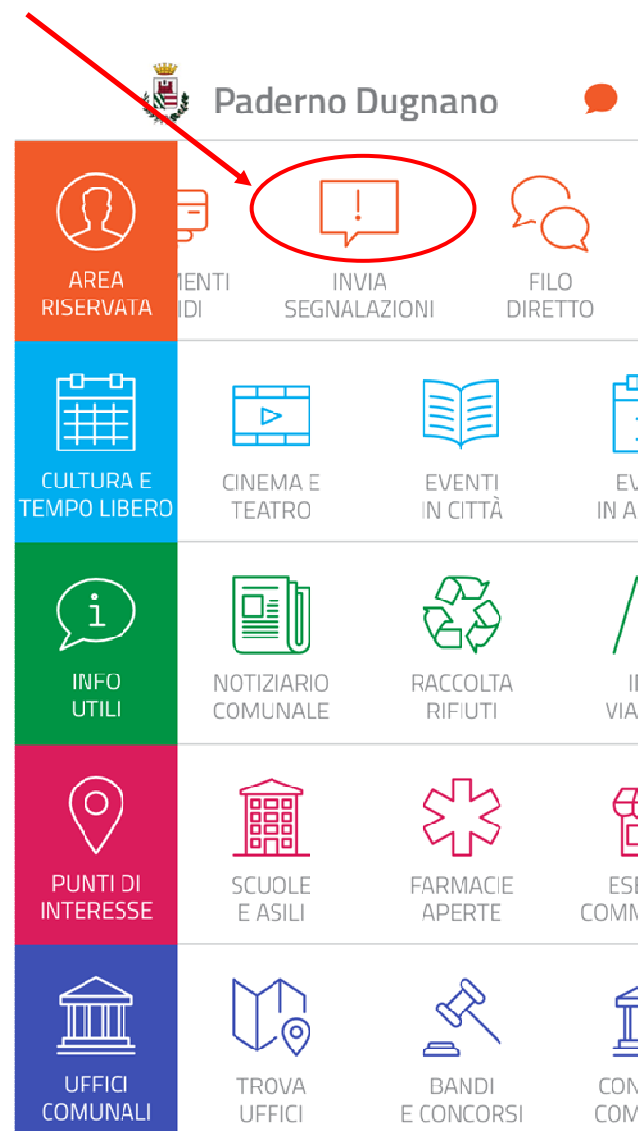 Paderno Dugnano
AREA
RISERVATA
INVIA
SEGNALAZIONI
FILO
DIRETTO
CULTURA E
TEMPO LIBERO
CINEMA E
TEATRO
EVENTI
IN CITTÀ
IN
i
INFO
UTILI
NOTIZIARIO
COMUNALE
RACCOLTA
RIFIUTI
PUNTI DI
INTERESSE
SCUOLE
E ASILI
FARMACIE
APERTE
UFFICI
COMUNALI
TROVA
UFFICI
BANDI
E CONCORSI